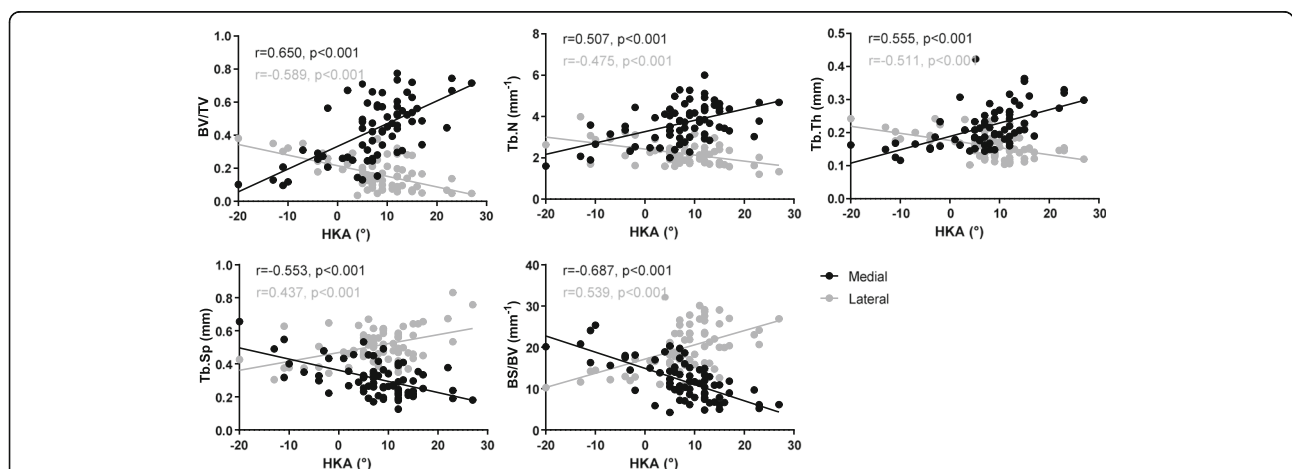 r=0.650, p<0.001
r=-0.589, p<0.001
BV/TV
1.0
0.8
0.6
0.4
0.2
0.0
-20 -10 0 10 20 30
HKA (°)
r=0.507, p<0.001
r=-0.475, p<0.001
Tb.N (mm⁻¹)
8
6
4
2
0
-20 -10 0 10 20 30
HKA (°)
r=0.555, p<0.001
r=-0.511, p<0.001
Tb.Th (mm)
0.5
0.4
0.3
0.2
0.1
-20 -10 0 10 20 30
HKA (°)
r=-0.553, p<0.001
r=0.437, p<0.001
Tb.Sp (mm)
1.0
0.8
0.6
0.4
0.2
0.0
-20 -10 0 10 20 30
HKA (°)
r=-0.687, p<0.001
r=0.539, p<0.001
BS/BV (mm⁻¹)
40
30
20
10
0
-20 -10 0 10 20 30
HKA (°)
Medial
Lateral